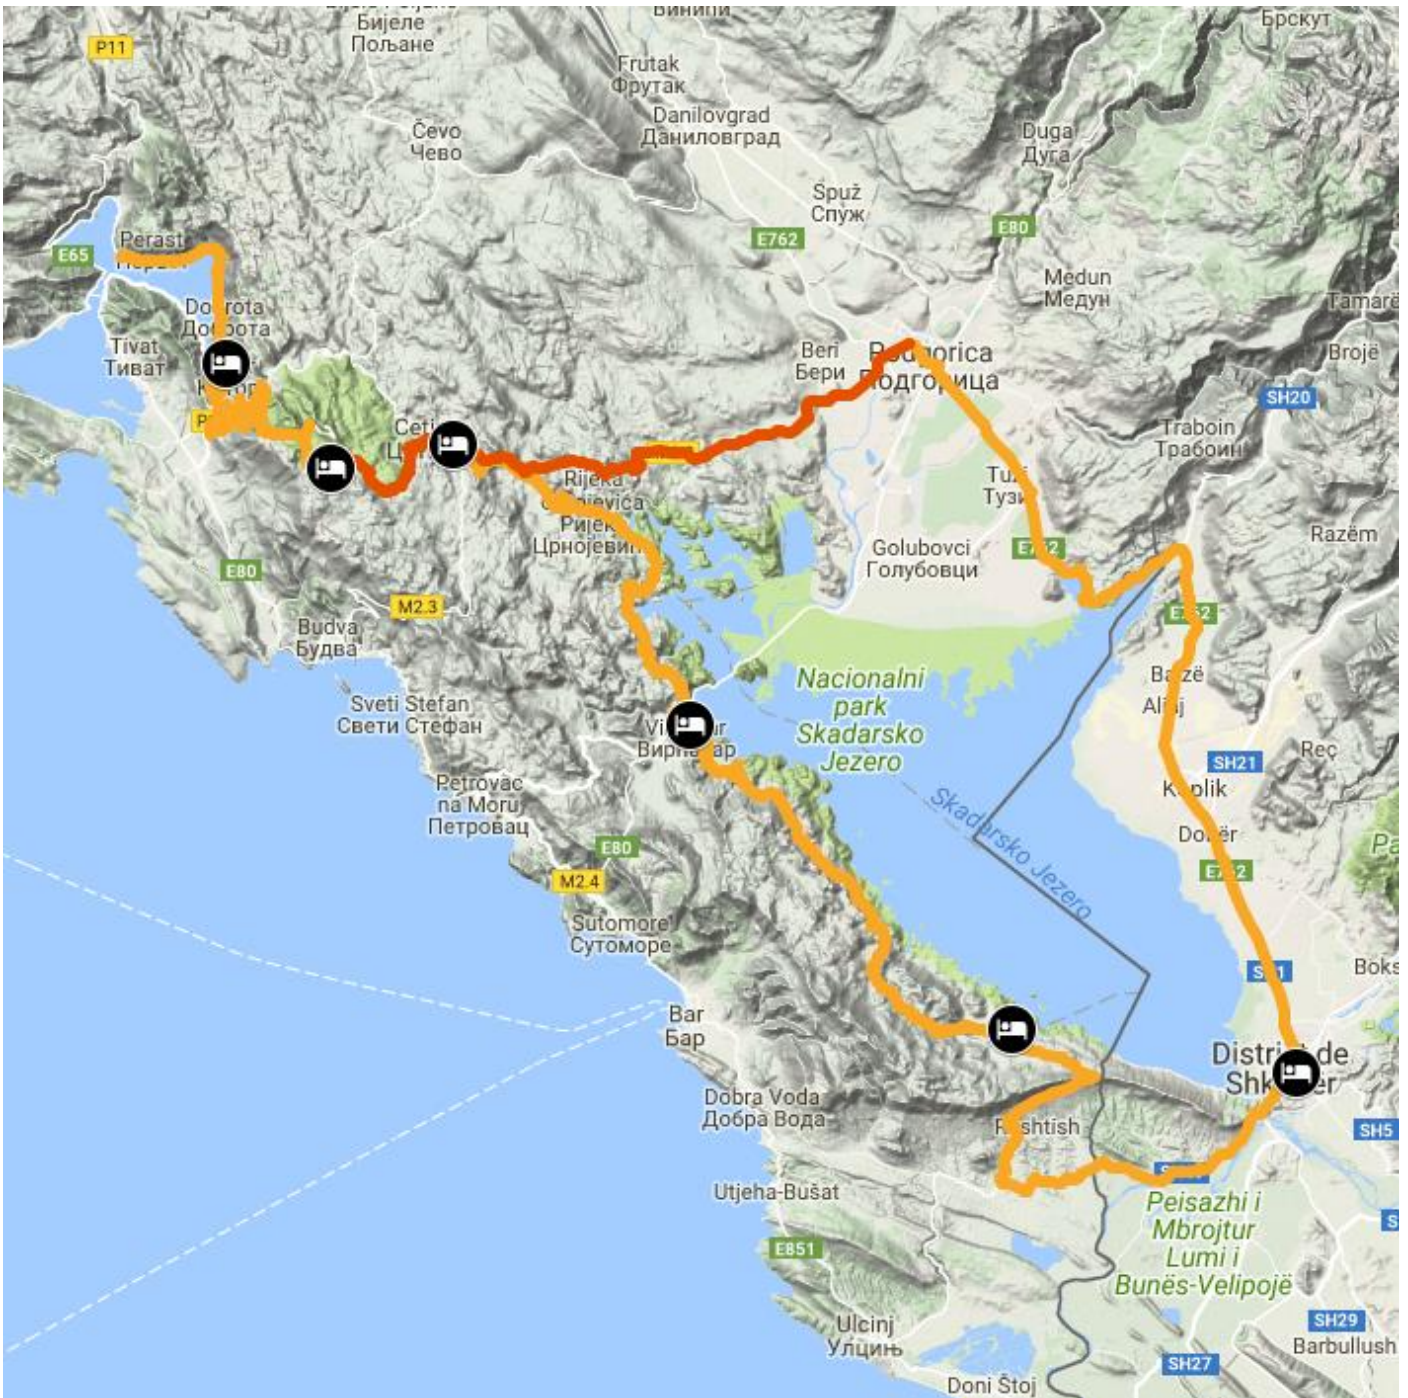 Бијеле
Пољане
P11
Frutak
Фрутак
Брскут
Danilovgrad
Даниловград
Čevo
Чево
Duga
Дуга
Spuž
Спуж
E762
E80
Perast
E65
Medun
Медун
Tamarë
Tivat
Тиват
Beri
Бери
Podgorica
Подгорица
Brojë
SH20
Traboin
Трабоин
Razëm
Golubovci
Голубовци
E80
M2.3
Budva
Будва
Sveti Stefan
Свети Стефан
Nacionalni
park
Skadarsko
Jezero
Skadarsko Jezero
SH21
Reç
Petrovac
na Moru
Петровац
E80
M2.4
Sutomore
Сутоморе
Bar
Бар
Dobra Voda
Добра Вода
SH5
Utjeha-Bušat
E851
Peisazhi i
Mbrojtur
Lumi i
Bunës-Velipojë
Ulcinj
Улцињ
SH29
Barbullush
SH27
Doni Štoj